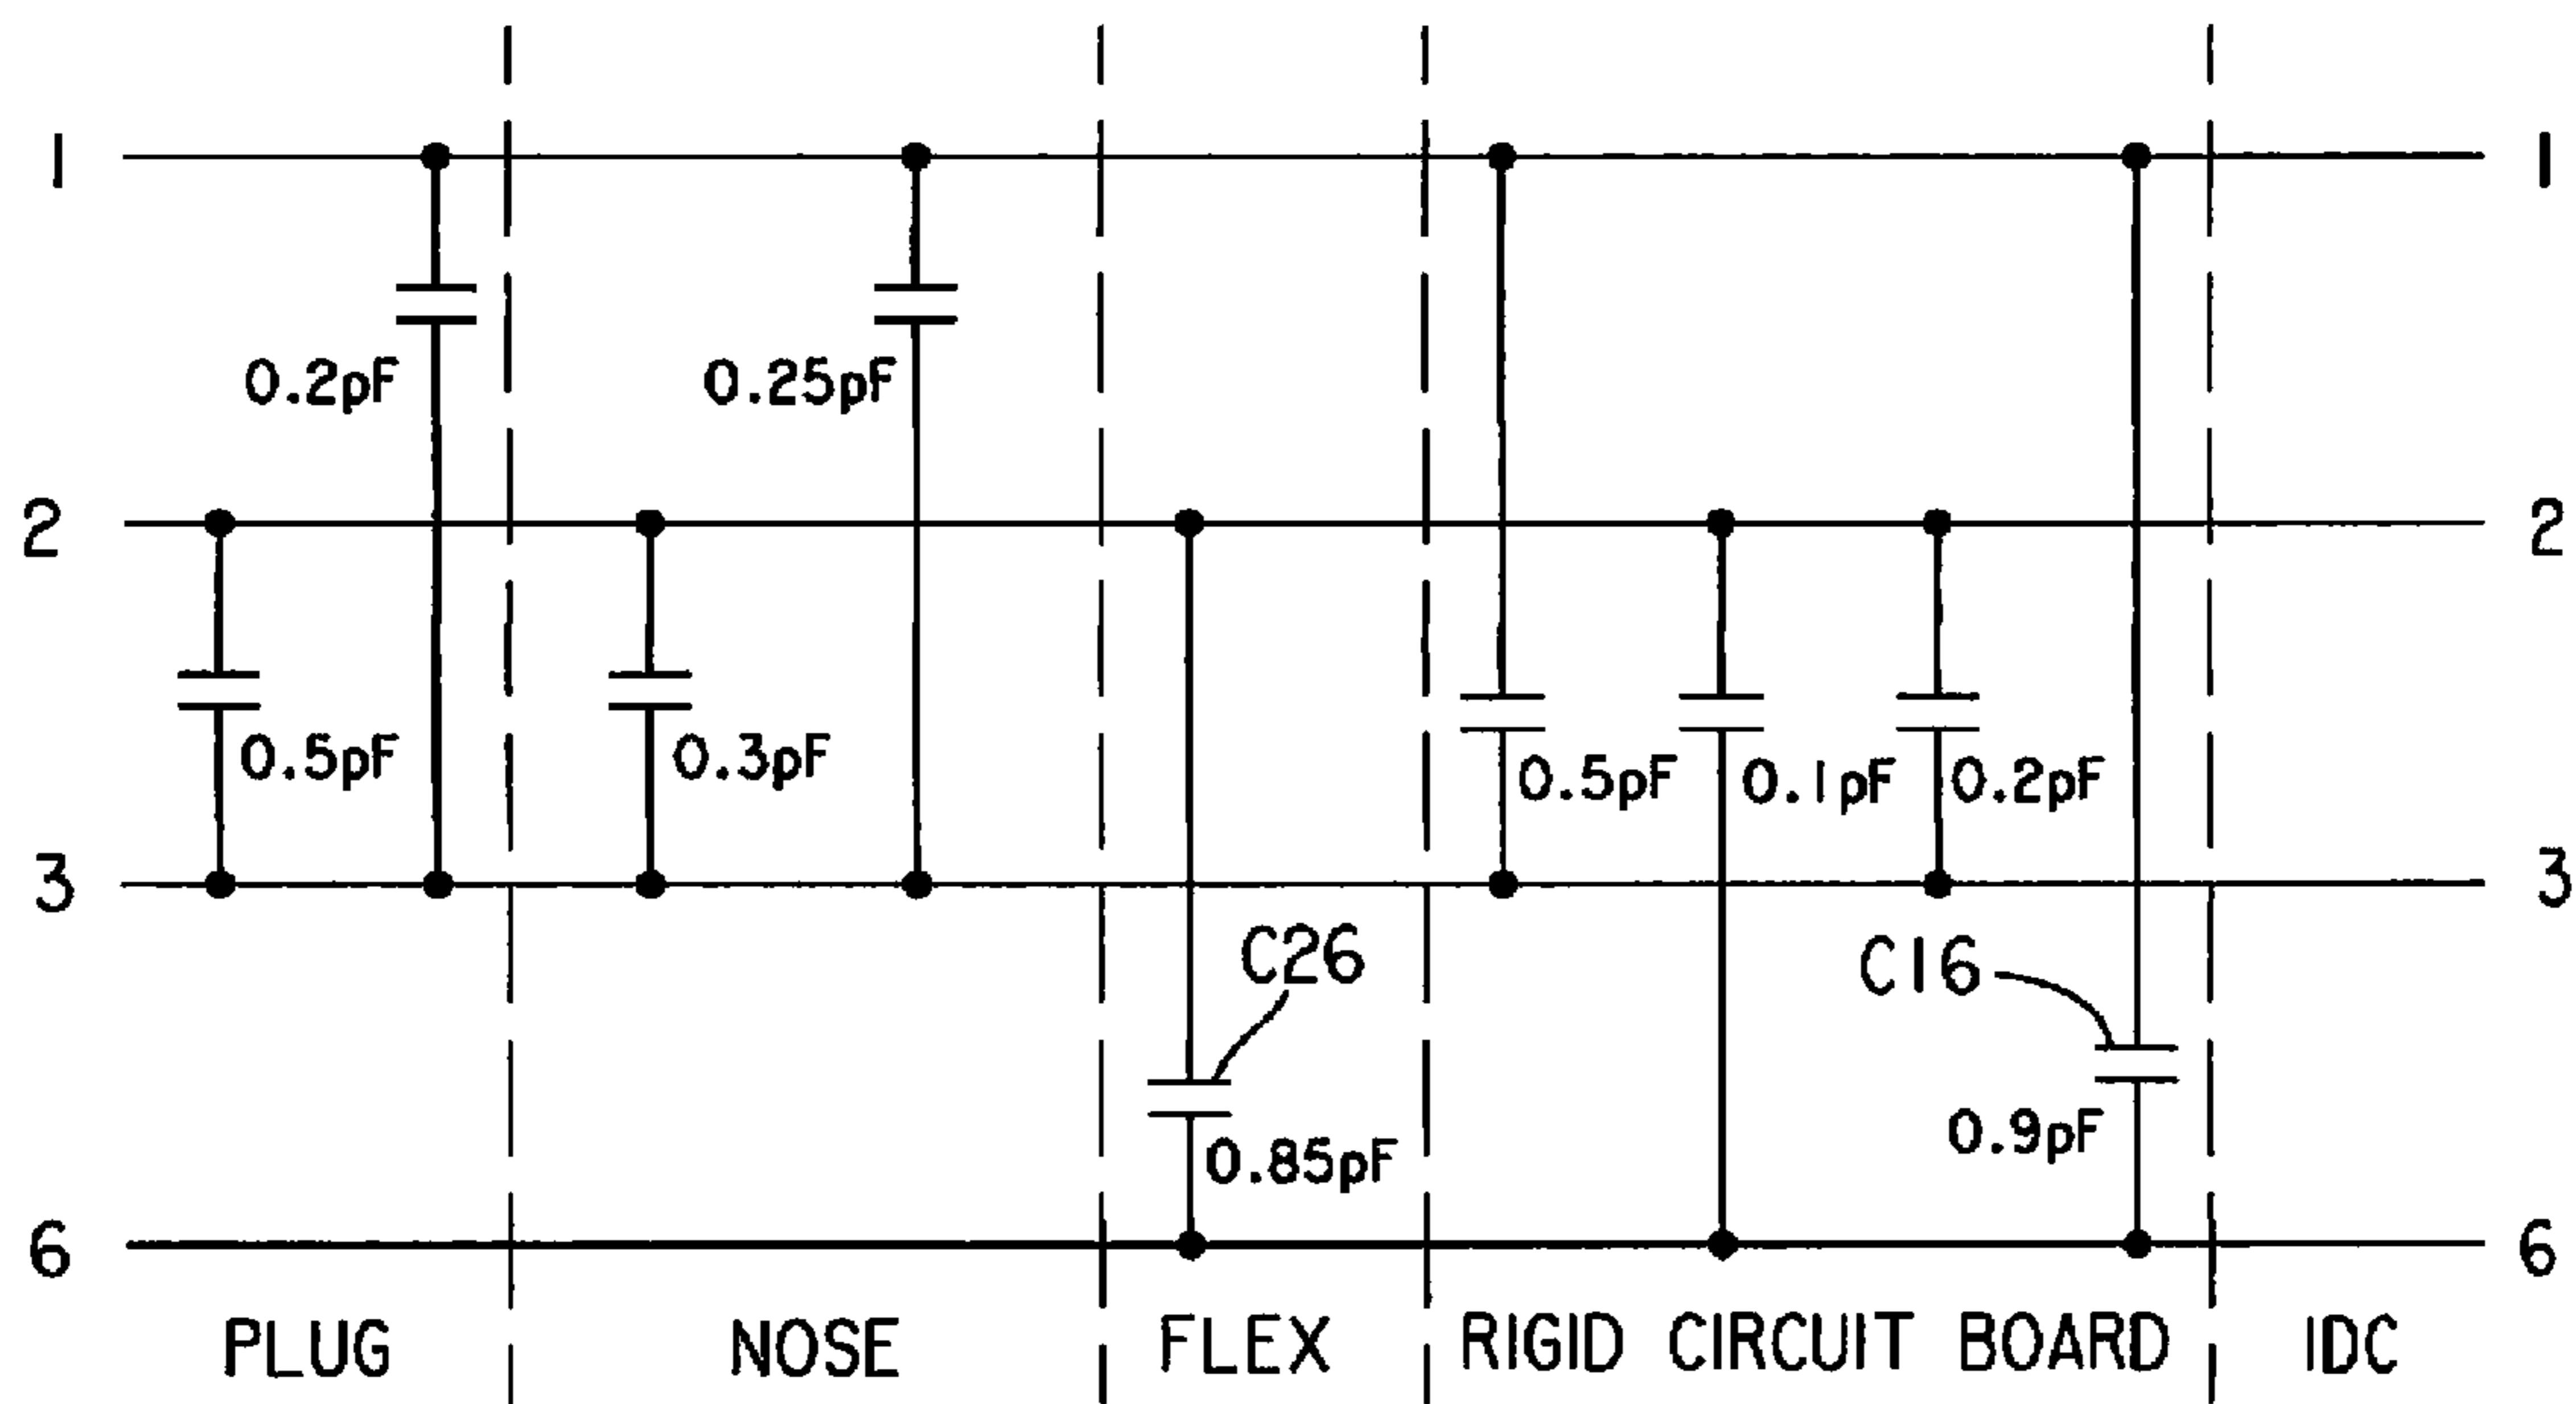 1 1
0.2pF 0.25pF
2 2
0.5pF 0.3pF 0.5pF 0.1pF 0.2pF
3 3
C26 C16
0.85pF 0.9pF
6 6
PLUG NOSE FLEX RIGID CIRCUIT BOARD IDC